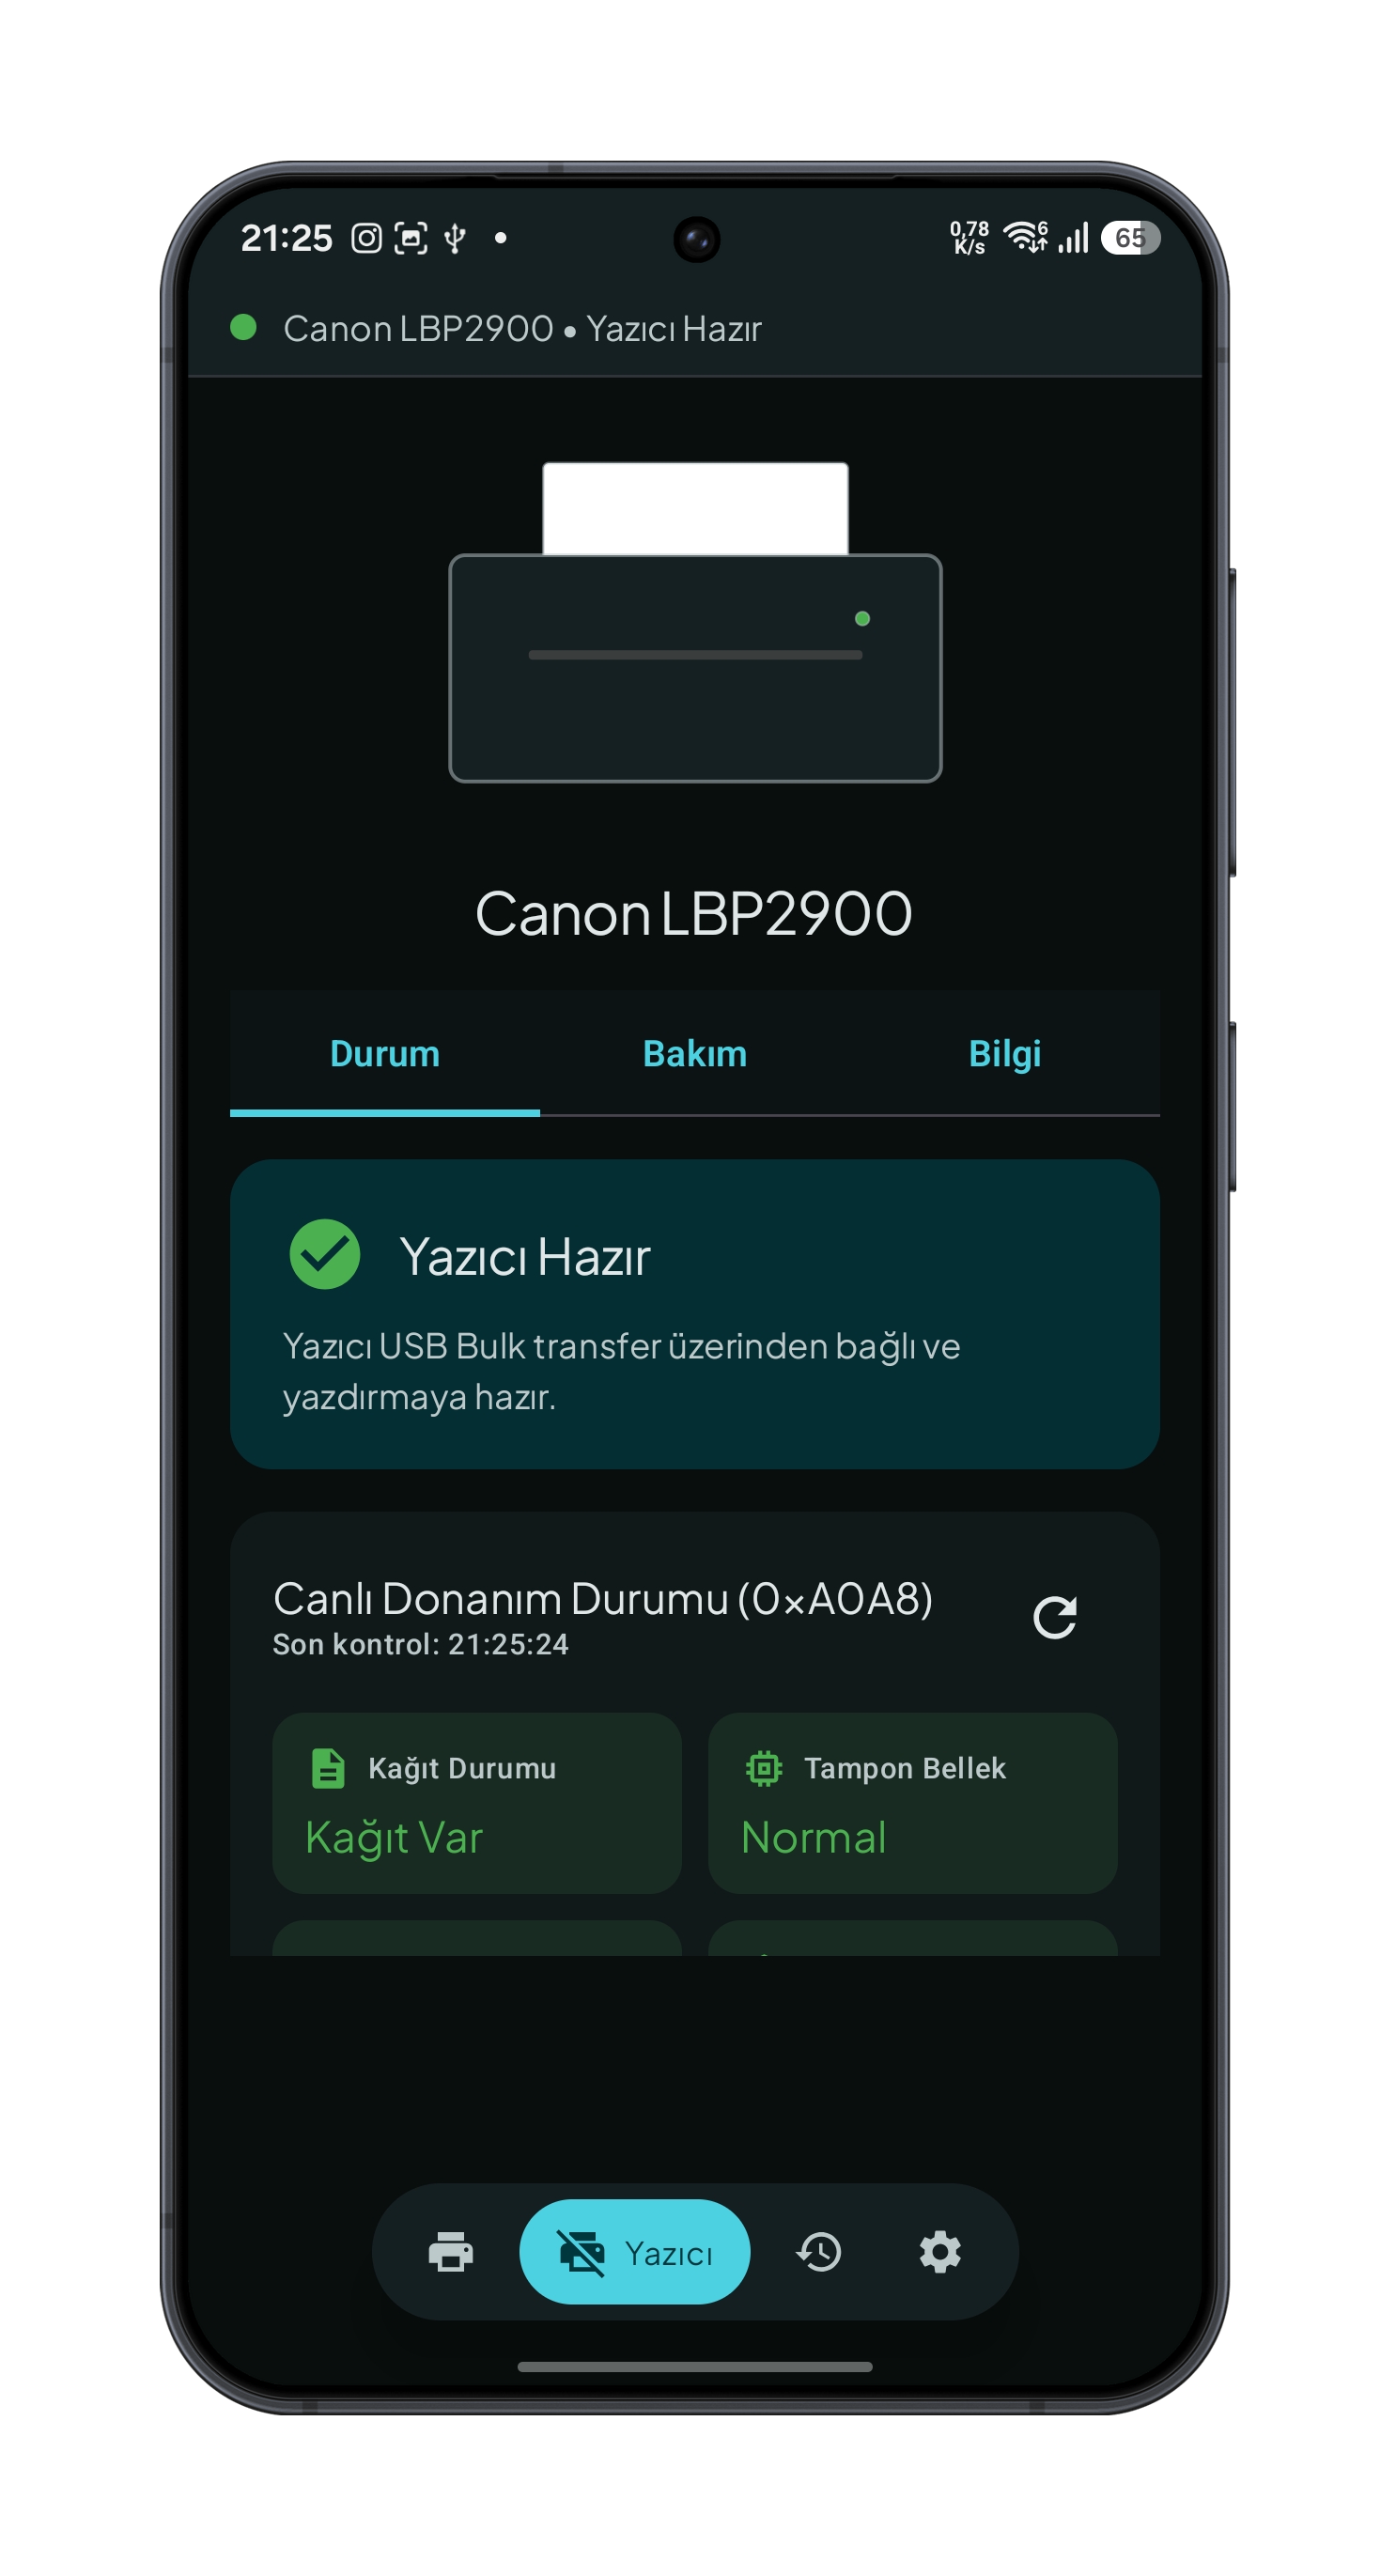 21:25
0,78
K/s
6
65
Canon LBP2900 • Yazıcı Hazır
Canon LBP2900
Durum Bakım Bilgi
Yazıcı Hazır
Yazıcı USB Bulk transfer üzerinden bağlı ve
yazdırmaya hazır.
Canlı Donanım Durumu (0×A0A8)
Son kontrol: 21:25:24
Kağıt Durumu
Kağıt Var
Tampon Bellek
Normal
Yazıcı